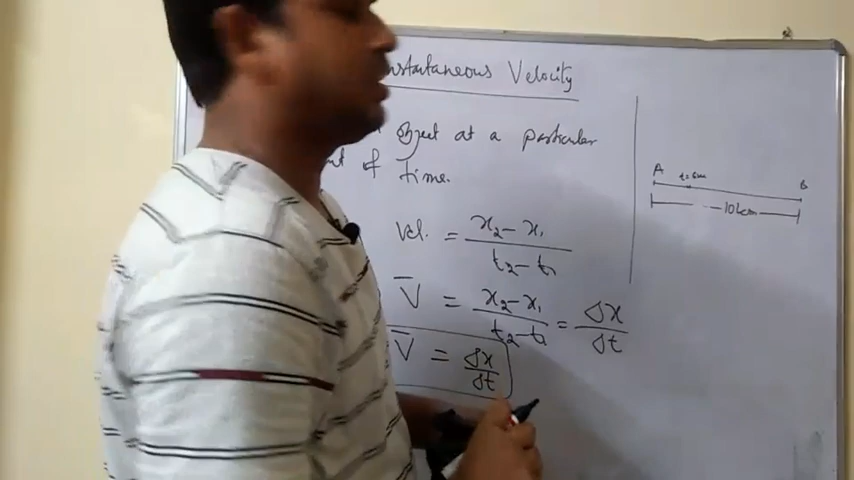 nstantaneous Velocity
object at a particular
of time.
vel. = x₂-x₁ / t₂-t₁
V̅ = x₂-x₁ / t₂-t₁ = δx / δt
V̅ = δx / δt
A B
10km